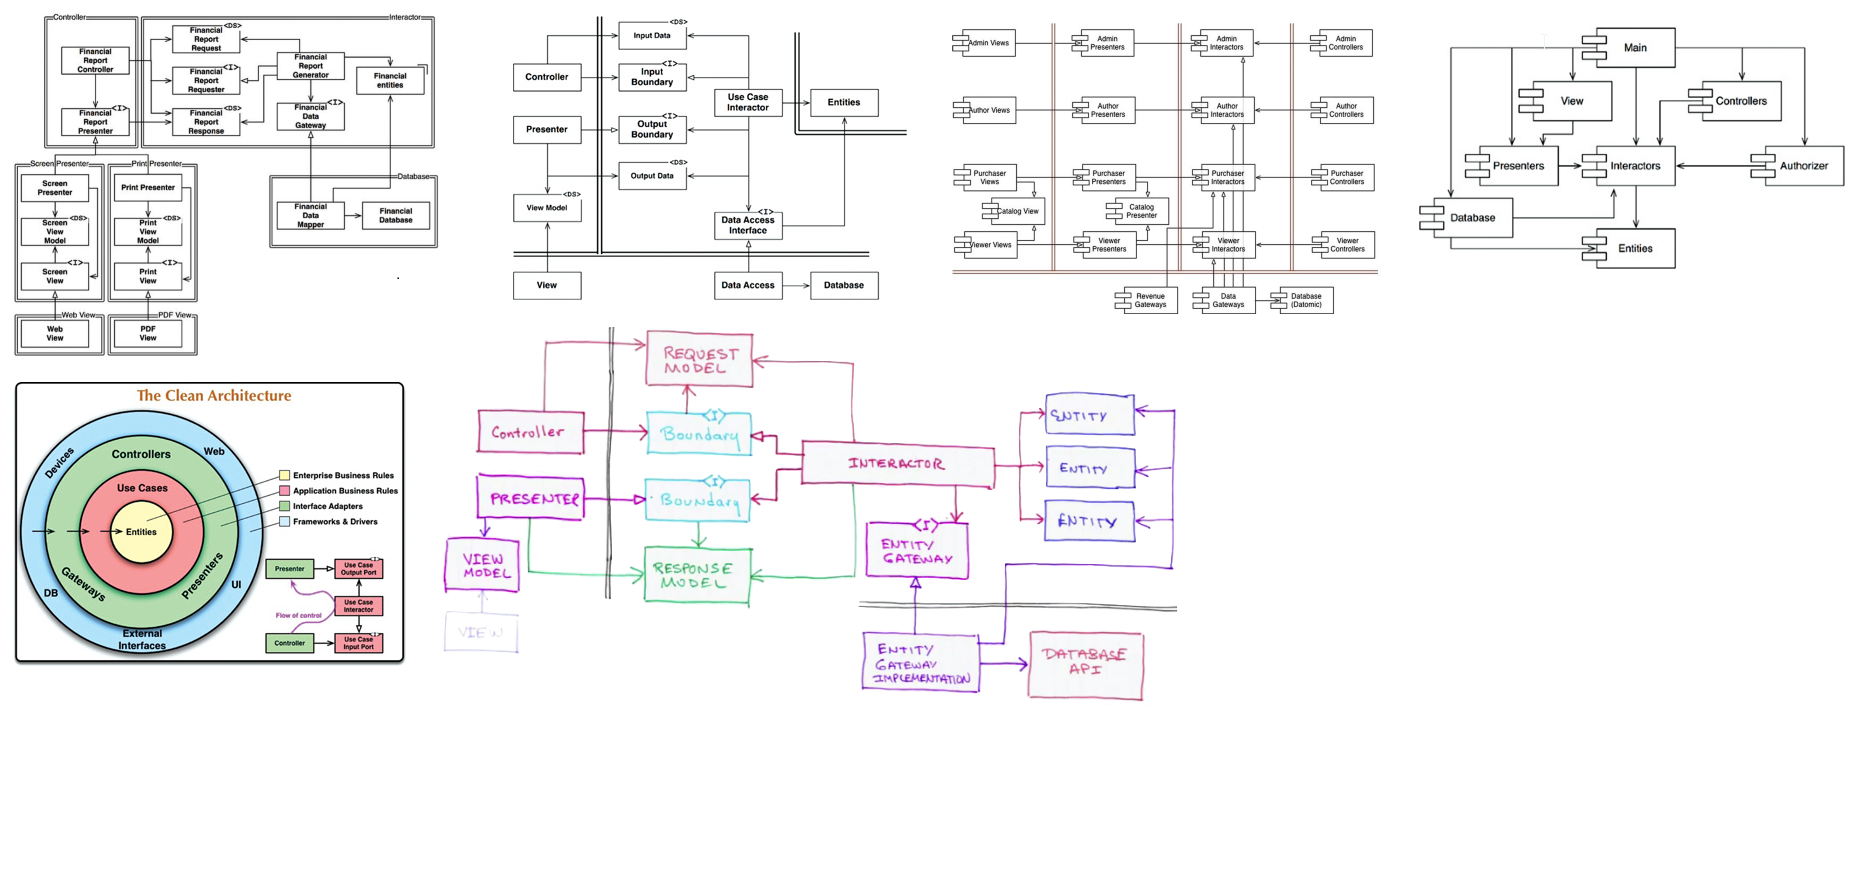 Controller
Interactor
Financial
Report
Controller
<I>
Financial
Report
Presenter
<DS>
Financial
Report
Request
<I>
Financial
Report
Requester
<DS>
Financial
Report
Response
Financial
Report
Generator
<I>
Financial
Data
Gateway
Financial
entities
Screen Presenter
Screen
Presenter
<DS>
Screen
View
Model
<I>
Screen
View
Print Presenter
Print Presenter
<DS>
Print
View
Model
<I>
Print
View
Web View
Web
View
PDF View
PDF
View
Database
Financial
Data
Mapper
Financial
Database
<DS>
Input Data
Controller
<I>
Input
Boundary
Use Case
Interactor
Entities
Presenter
<I>
Output
Boundary
<DS>
Output Data
<DS>
View Model
<I>
Data Access
Interface
View
Data Access
Database
Admin Views
Admin
Presenters
Admin
Interactors
Admin
Controllers
Author Views
Author
Presenters
Author
Interactors
Author
Controllers
Purchaser
Views
Purchaser
Presenters
Purchaser
Interactors
Purchaser
Controllers
Catalog View
Catalog
Presenter
Viewer Views
Viewer
Presenters
Viewer
Interactors
Viewer
Controllers
Revenue
Gateways
Data
Gateways
Database
(Datomic)
Main
View
Controllers
Presenters
Interactors
Authorizer
Database
Entities
The Clean Architecture
Devices
Web
Controllers
Use Cases
Entities
Gateways
Presenters
DB
UI
External
Interfaces
Enterprise Business Rules
Application Business Rules
Interface Adapters
Frameworks & Drivers
Presenter
<I>
Use Case
Output Port
Use Case
Interactor
Flow of control
Controller
<I>
Use Case
Input Port
REQUEST
MODEL
Controller
<I>
Boundary
INTERACTOR
ENTITY
ENTITY
ENTITY
PRESENTER
<I>
Boundary
<I>
ENTITY
GATEWAY
VIEW
MODEL
RESPONSE
MODEL
VIEW
ENTITY
GATEWAY
IMPLEMENTATION
DATABASE
API